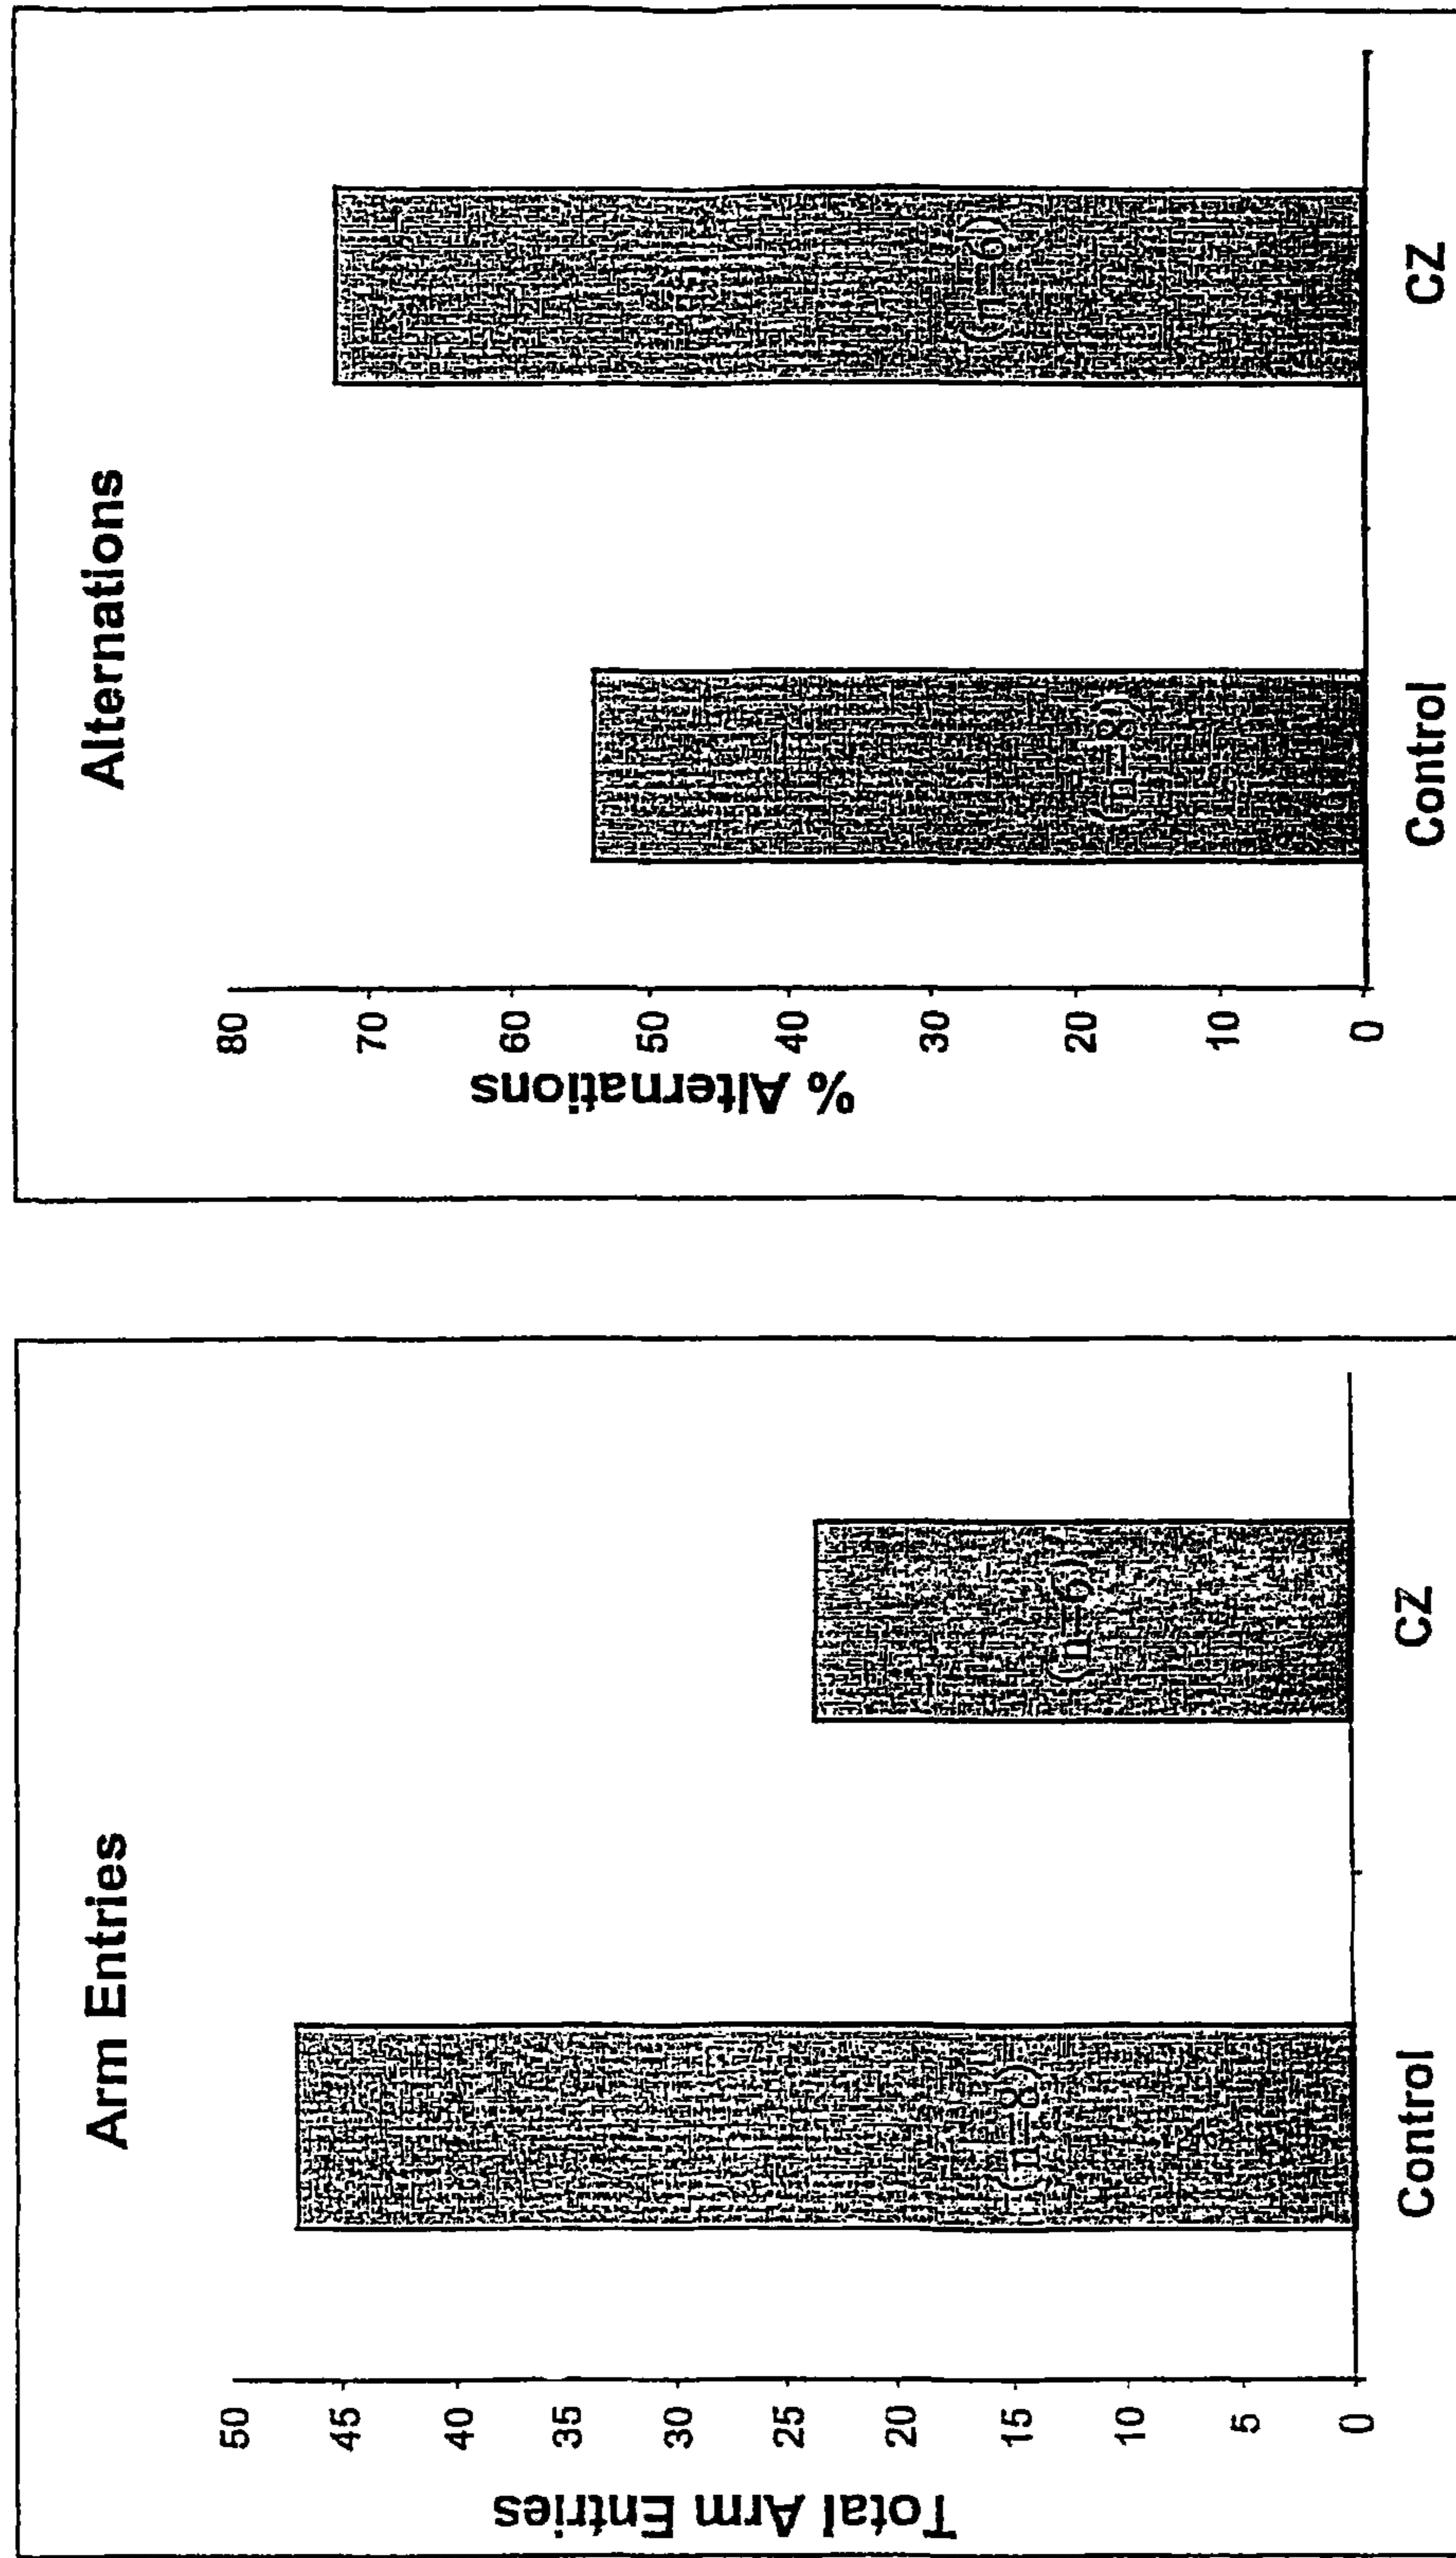 Arm Entries
Total Arm Entries
50
45
40
35
30
25
20
15
10
5
0
(n=8)
(n=6)
Control
CZ
Alternations
% Alternations
80
70
60
50
40
30
20
10
0
(n=8)
(n=6)
Control
CZ